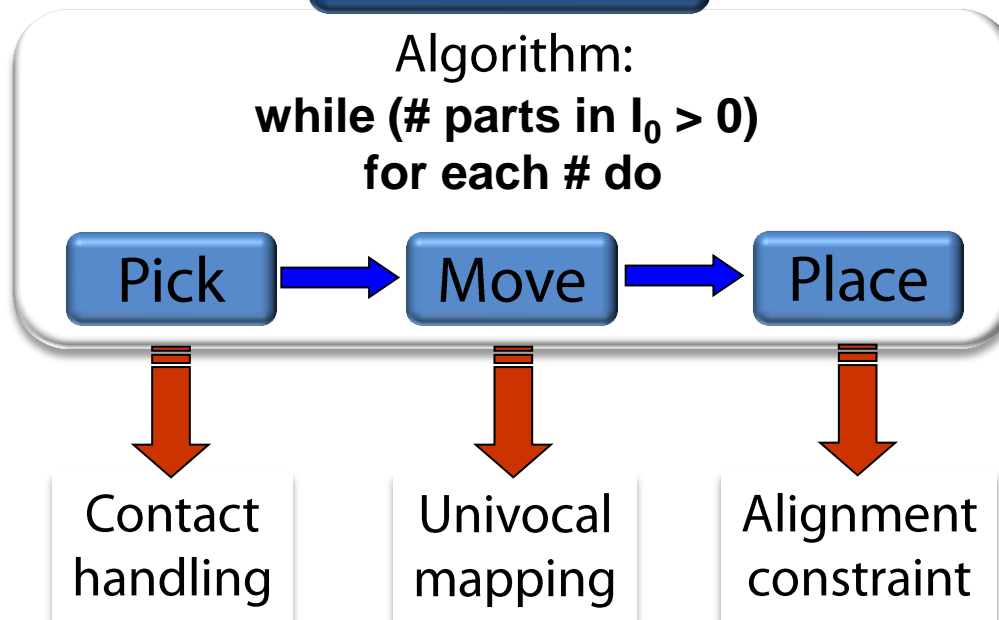 Algorithm:
while (# parts in I₀ > 0)
for each # do
Pick
Move
Place
Contact
handling
Univocal
mapping
Alignment
constraint